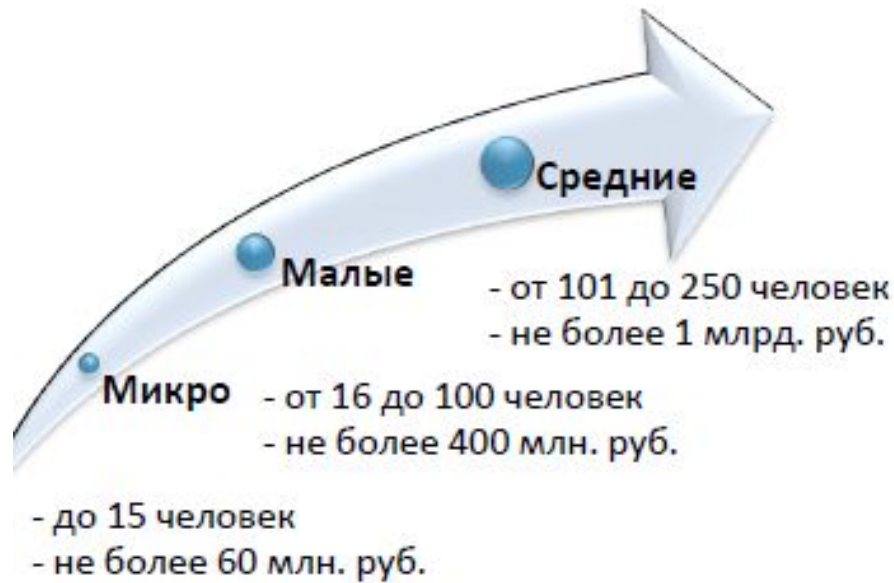 Средние
- от 101 до 250 человек
- не более 1 млрд. руб.
Малые
- от 16 до 100 человек
- не более 400 млн. руб.
Микро
- до 15 человек
- не более 60 млн. руб.